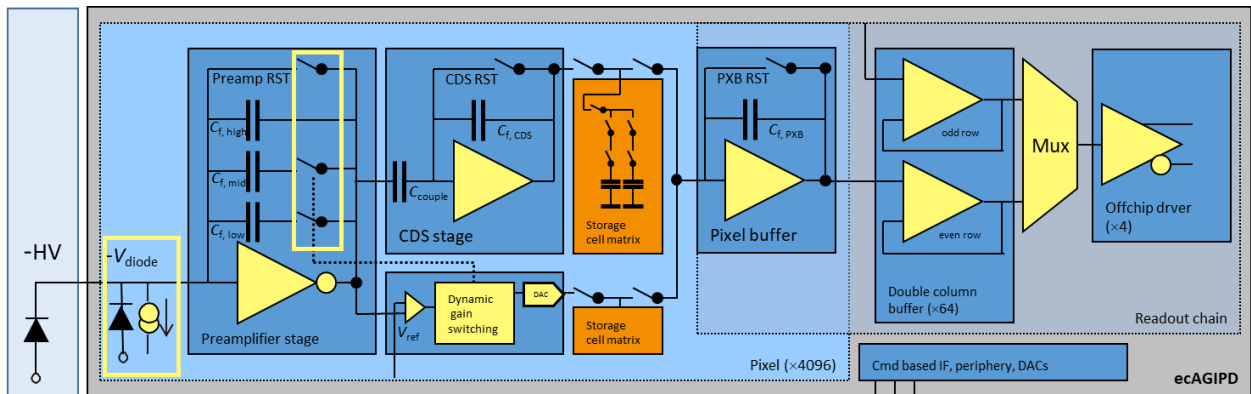 -HV
-Vdiode
Preamp RST
Cf, high
Cf, mid
Cf, low
Preamplifier stage
CDS RST
Cf, CDS
Ccouple
CDS stage
Storage
cell matrix
Vref
Dynamic
gain
switching
DAC
Storage
cell matrix
PXB RST
Cf, PXB
Pixel buffer
Pixel (×4096)
odd row
even row
Double column
buffer (×64)
Mux
Offchip drver
(×4)
Readout chain
Cmd based IF, periphery, DACs
ecAGIPD